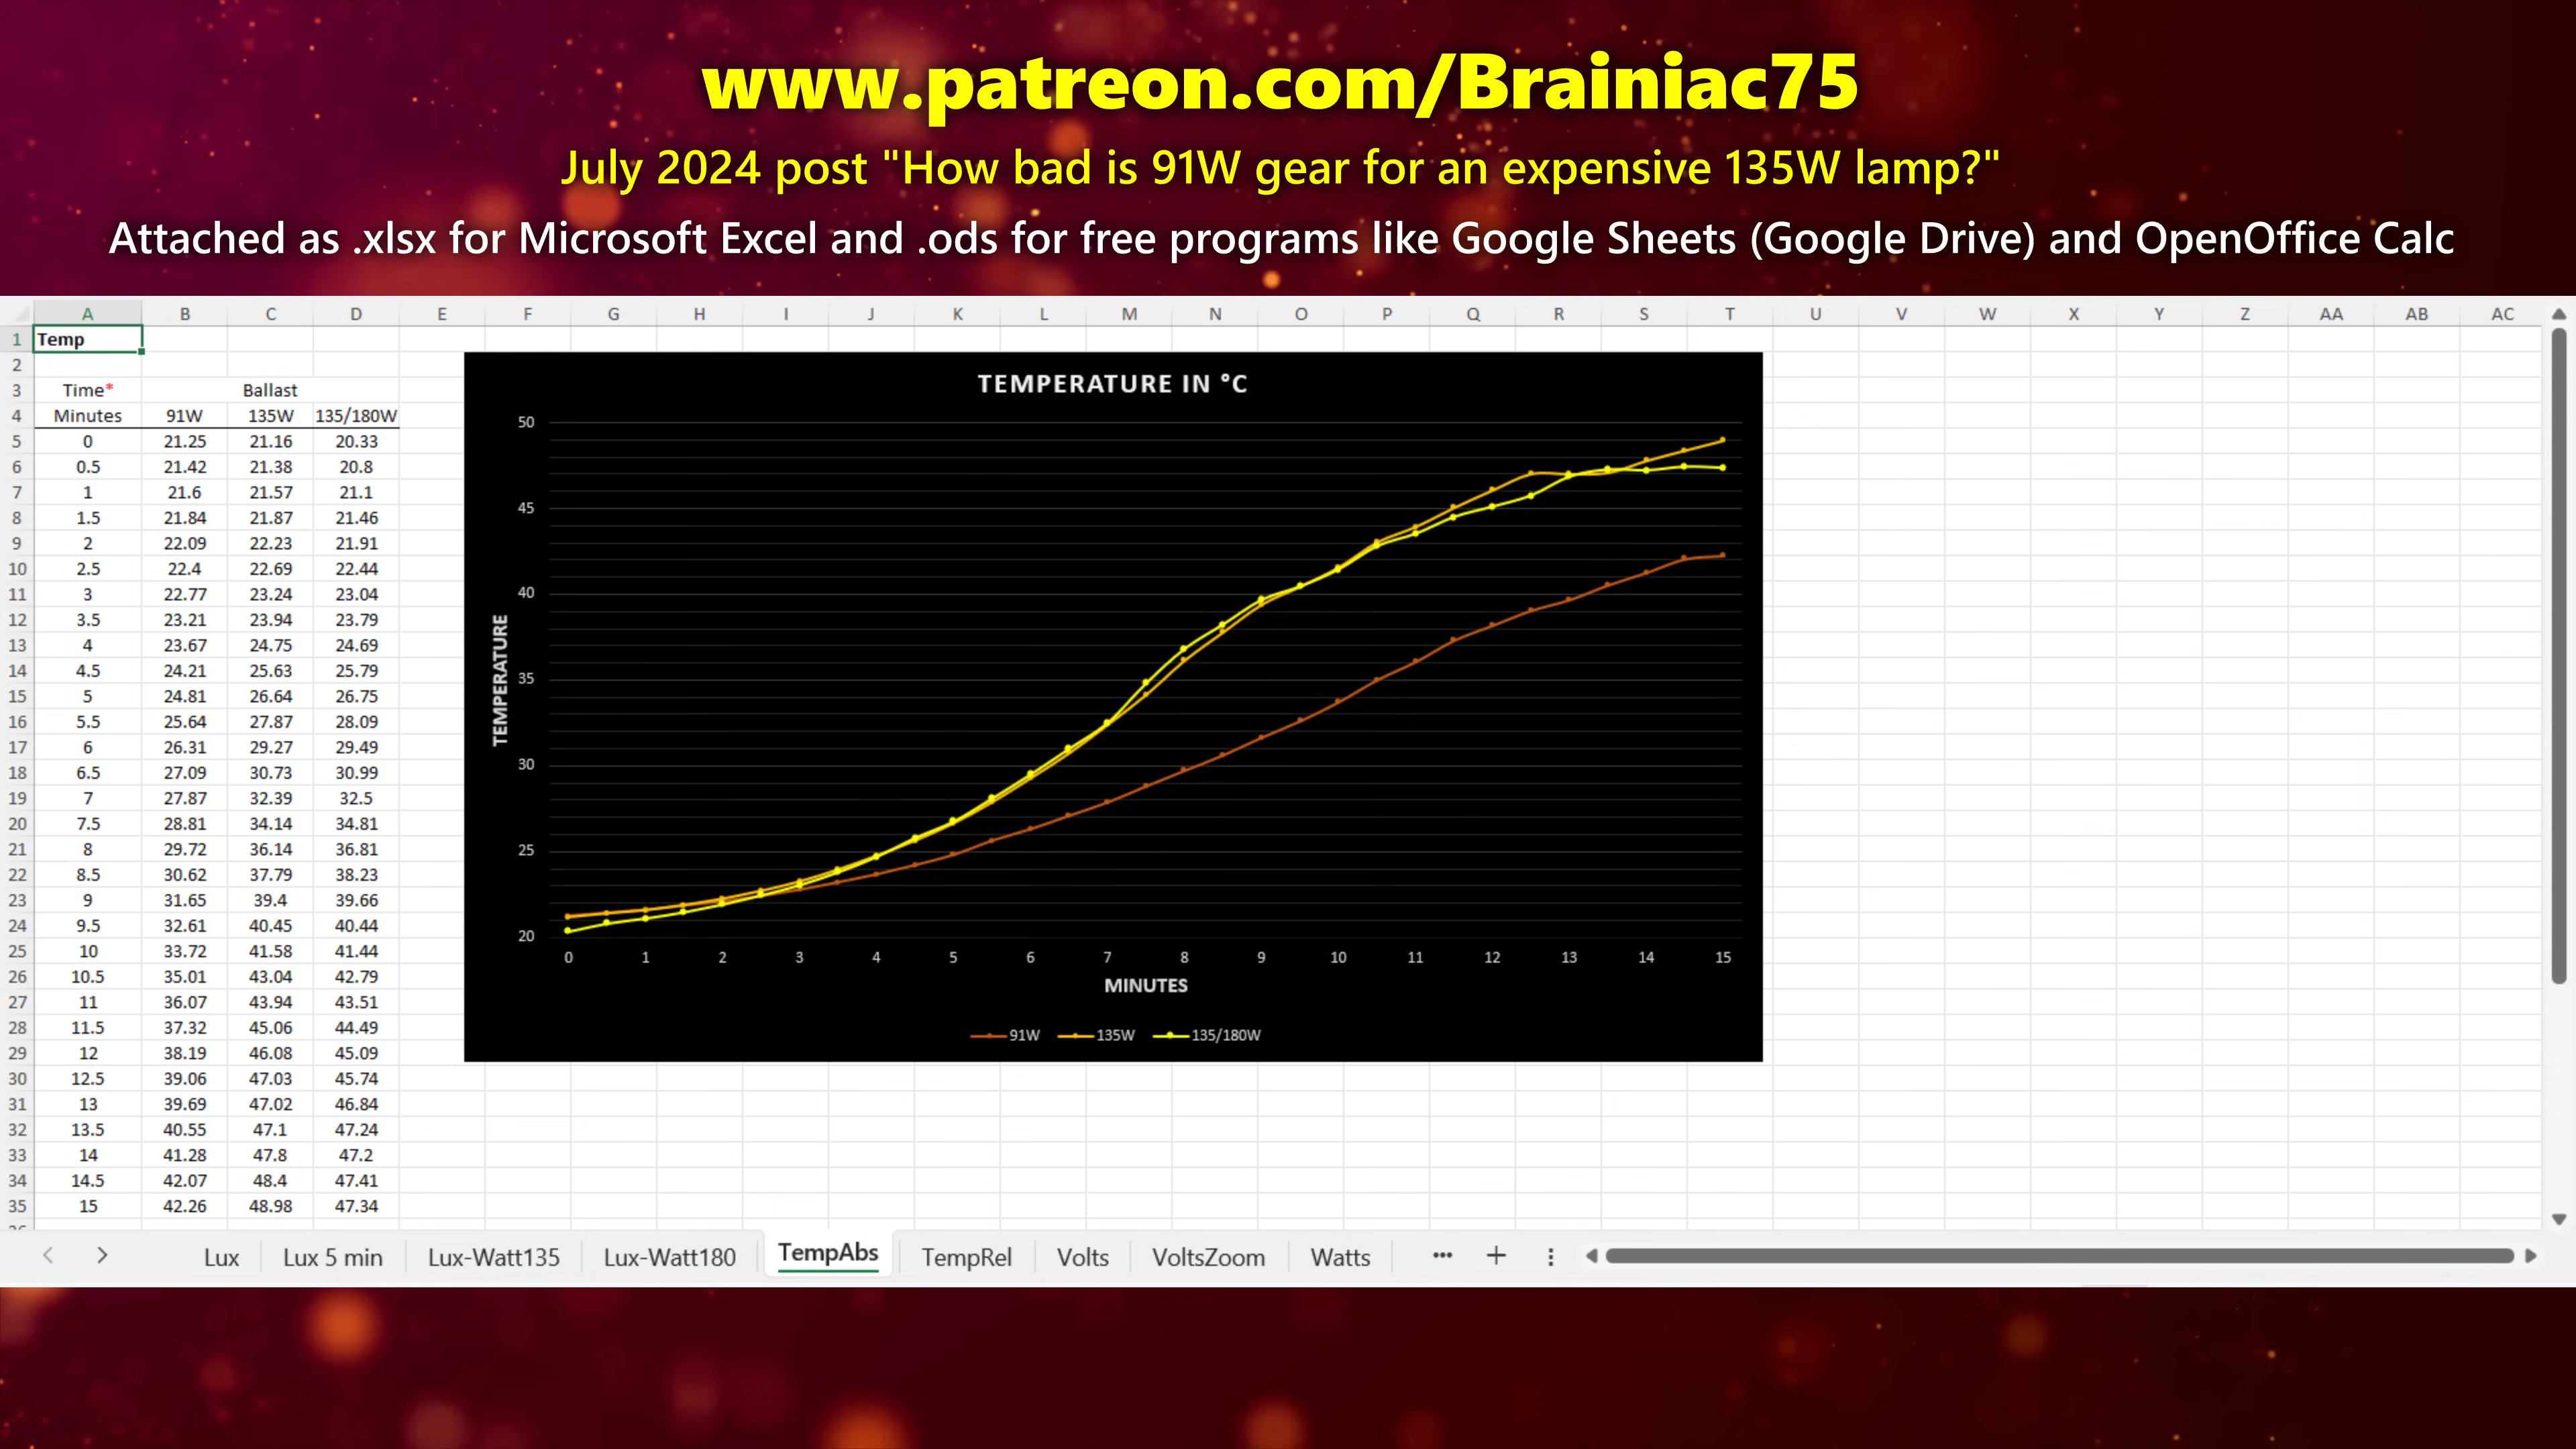 www.patreon.com/Brainiac75
July 2024 post "How bad is 91W gear for an expensive 135W lamp?"
Attached as .xlsx for Microsoft Excel and .ods for free programs like Google Sheets (Google Drive) and OpenOffice Calc
A B C D E F G H I J K L M N O P Q R S T U V W X Y Z AA AB AC
1 Temp
2
3 Time* Ballast
4 Minutes 91W 135W 135/180W
5 0 21.25 21.16 20.33
6 0.5 21.42 21.38 20.8
7 1 21.6 21.57 21.1
8 1.5 21.84 21.87 21.46
9 2 22.09 22.23 21.91
10 2.5 22.4 22.69 22.44
11 3 22.77 23.24 23.04
12 3.5 23.21 23.94 23.79
13 4 23.67 24.75 24.69
14 4.5 24.21 25.63 25.79
15 5 24.81 26.64 26.75
16 5.5 25.64 27.87 28.09
17 6 26.31 29.27 29.49
18 6.5 27.09 30.73 30.99
19 7 27.87 32.39 32.5
20 7.5 28.81 34.14 34.81
21 8 29.72 36.14 36.81
22 8.5 30.62 37.79 38.23
23 9 31.65 39.4 39.66
24 9.5 32.61 40.45 40.44
25 10 33.72 41.58 41.44
26 10.5 35.01 43.04 42.79
27 11 36.07 43.94 43.51
28 11.5 37.32 45.06 44.49
29 12 38.19 46.08 45.09
30 12.5 39.06 47.03 45.74
31 13 39.69 47.02 46.84
32 13.5 40.55 47.1 47.24
33 14 41.28 47.8 47.2
34 14.5 42.07 48.4 47.41
35 15 42.26 48.98 47.34
TEMPERATURE IN °C
50
45
40
35
30
25
20
TEMPERATURE
0 1 2 3 4 5 6 7 8 9 10 11 12 13 14 15
MINUTES
91W 135W 135/180W
Lux Lux 5 min Lux-Watt135 Lux-Watt180 TempAbs TempRel Volts VoltsZoom Watts